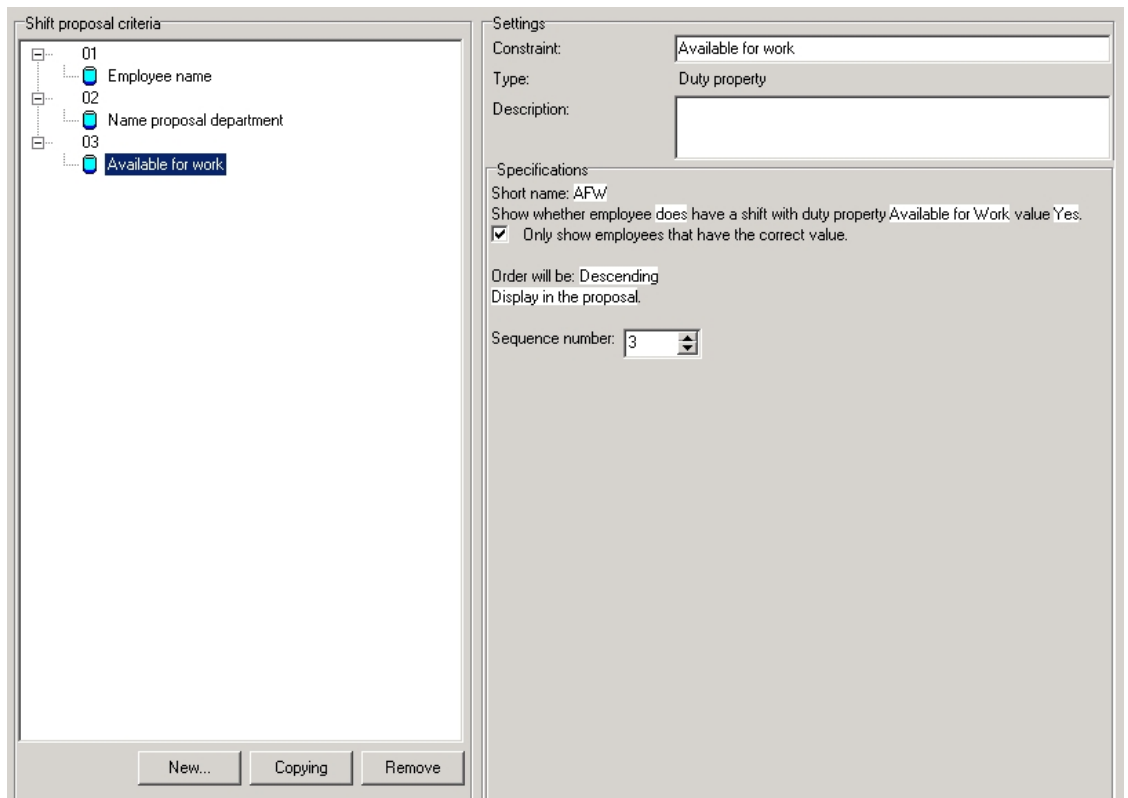 Shift proposal criteria
01
Employee name
02
Name proposal department
03
Available for work
New...
Copying
Remove
Settings
Constraint: Available for work
Type: Duty property
Description:
Specifications
Short name: AFW
Show whether employee does have a shift with duty property Available for Work value Yes.
Only show employees that have the correct value.
Order will be: Descending
Display in the proposal.
Sequence number: 3